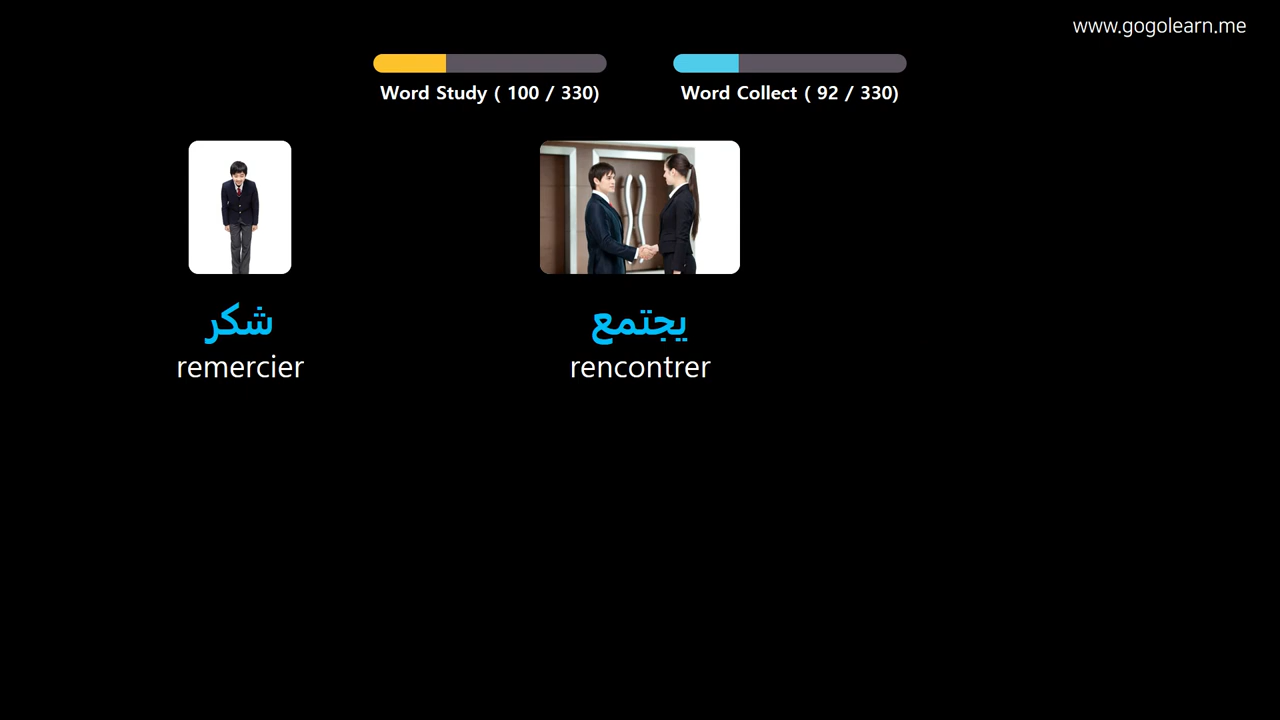 www.gogolearn.me
Word Study ( 100 / 330)
Word Collect ( 92 / 330)
شكر
remercier
يجتمع
rencontrer